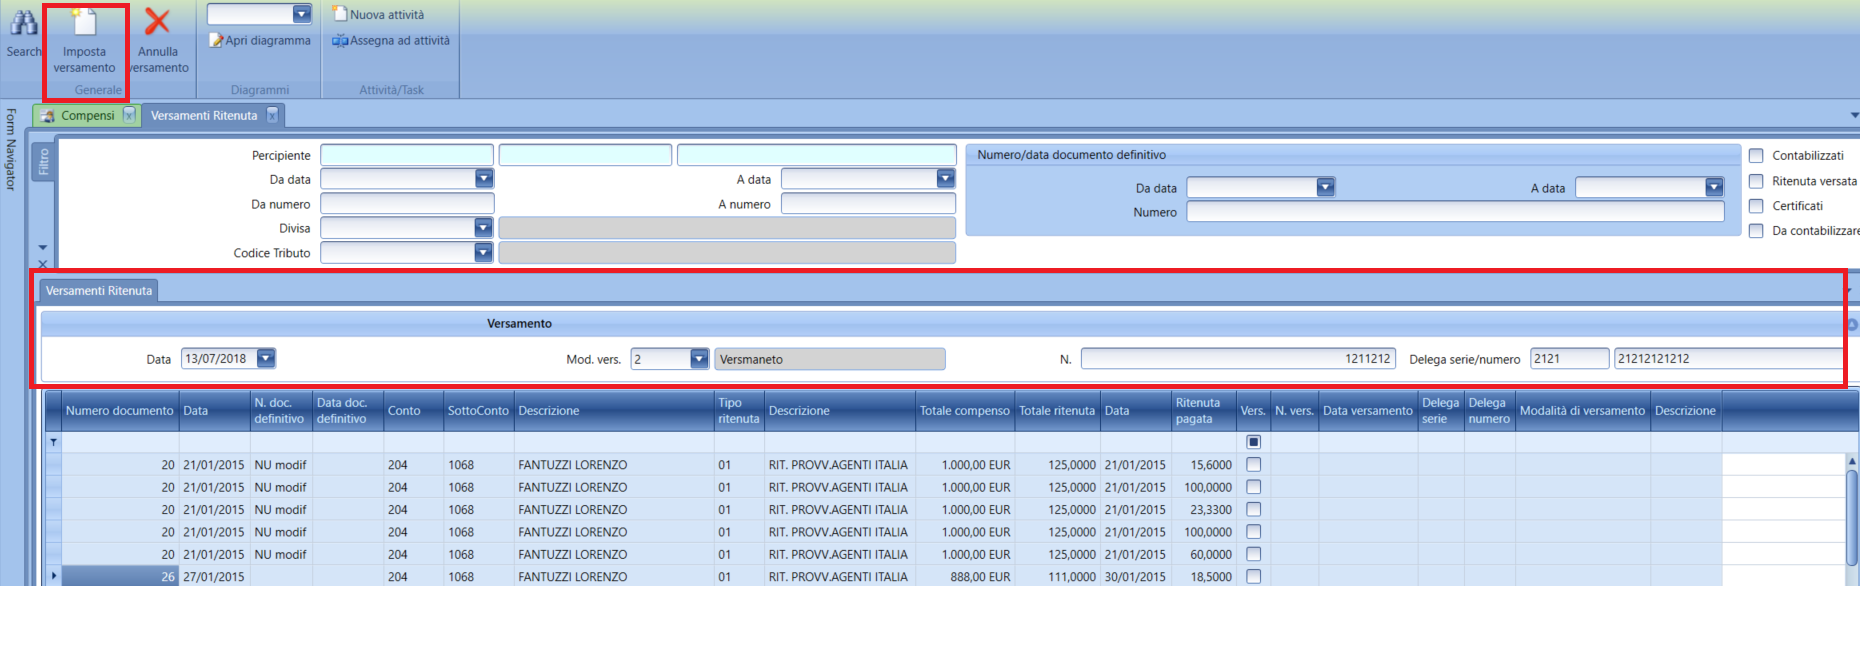 Search
Imposta versamento
Annulla versamento
Generale
Apri diagramma
Diagrammi
Nuova attività
Assegna ad attività
Attività/Task
Form Navigator
Compensi
Versamenti Ritenuta
Filtro
Percipiente
Da data
A data
Da numero
A numero
Divisa
Codice Tributo
Numero/data documento definitivo
Da data
A data
Numero
Contabilizzati
Ritenuta versata
Certificati
Da contabilizzare
Versamenti Ritenuta
Versamento
Data 13/07/2018 Mod. vers. 2 Versmaneto N. 1211212 Delega serie/numero 2121 21212121212
Numero documento Data N. doc. definitivo Data doc. definitivo Conto SottoConto Descrizione Tipo ritenuta Descrizione Totale compenso Totale ritenuta Data Ritenuta pagata Vers. N. vers. Data versamento Delega serie Delega numero Modalità di versamento Descrizione
20 21/01/2015 NU modif 204 1068 FANTUZZI LORENZO 01 RIT. PROVV.AGENTI ITALIA 1.000,00 EUR 125,0000 21/01/2015 15,6000
20 21/01/2015 NU modif 204 1068 FANTUZZI LORENZO 01 RIT. PROVV.AGENTI ITALIA 1.000,00 EUR 125,0000 21/01/2015 100,0000
20 21/01/2015 NU modif 204 1068 FANTUZZI LORENZO 01 RIT. PROVV.AGENTI ITALIA 1.000,00 EUR 125,0000 21/01/2015 23,3300
20 21/01/2015 NU modif 204 1068 FANTUZZI LORENZO 01 RIT. PROVV.AGENTI ITALIA 1.000,00 EUR 125,0000 21/01/2015 100,0000
20 21/01/2015 NU modif 204 1068 FANTUZZI LORENZO 01 RIT. PROVV.AGENTI ITALIA 1.000,00 EUR 125,0000 21/01/2015 60,0000
26 27/01/2015 204 1068 FANTUZZI LORENZO 01 RIT. PROVV.AGENTI ITALIA 888,00 EUR 111,0000 30/01/2015 18,5000